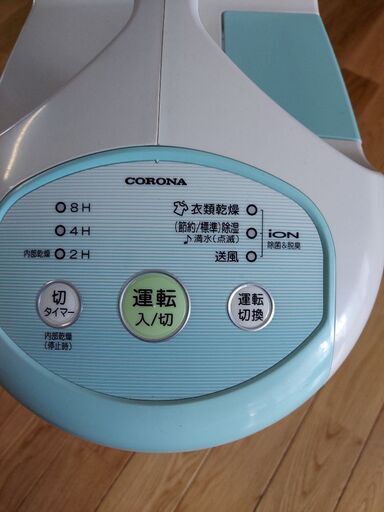 CORONA
8H
4H
内部乾燥 2H
衣類乾燥
(節約/標準)除湿
♪満水(点滅)
送風
iON
除菌&脱臭
切
タイマー
内部乾燥
(停止時)
運転
入/切
運転
切換